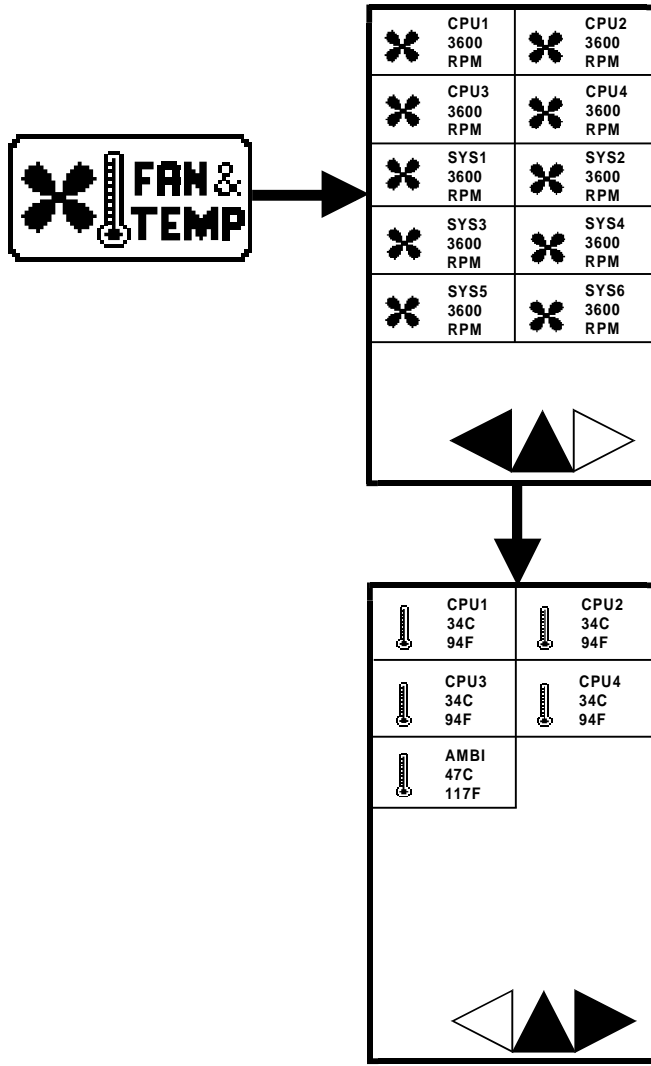 FAN &
TEMP
CPU1
3600
RPM
CPU2
3600
RPM
CPU3
3600
RPM
CPU4
3600
RPM
SYS1
3600
RPM
SYS2
3600
RPM
SYS3
3600
RPM
SYS4
3600
RPM
SYS5
3600
RPM
SYS6
3600
RPM
CPU1
34C
94F
CPU2
34C
94F
CPU3
34C
94F
CPU4
34C
94F
AMBI
47C
117F